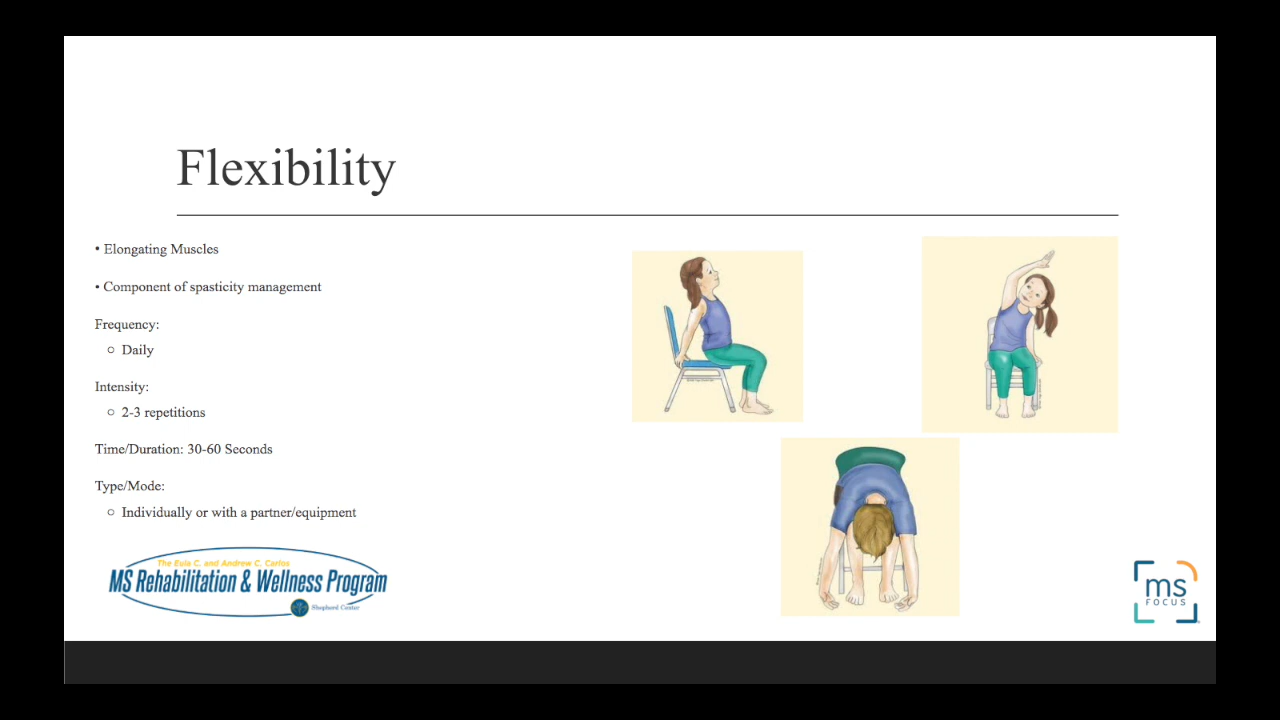 Flexibility
• Elongating Muscles
• Component of spasticity management
Frequency:
○ Daily
Intensity:
○ 2-3 repetitions
Time/Duration: 30-60 Seconds
Type/Mode:
○ Individually or with a partner/equipment
The Eula C. and Andrew C. Carlos
MS Rehabilitation & Wellness Program
Shepherd Center
ms
FOCUS